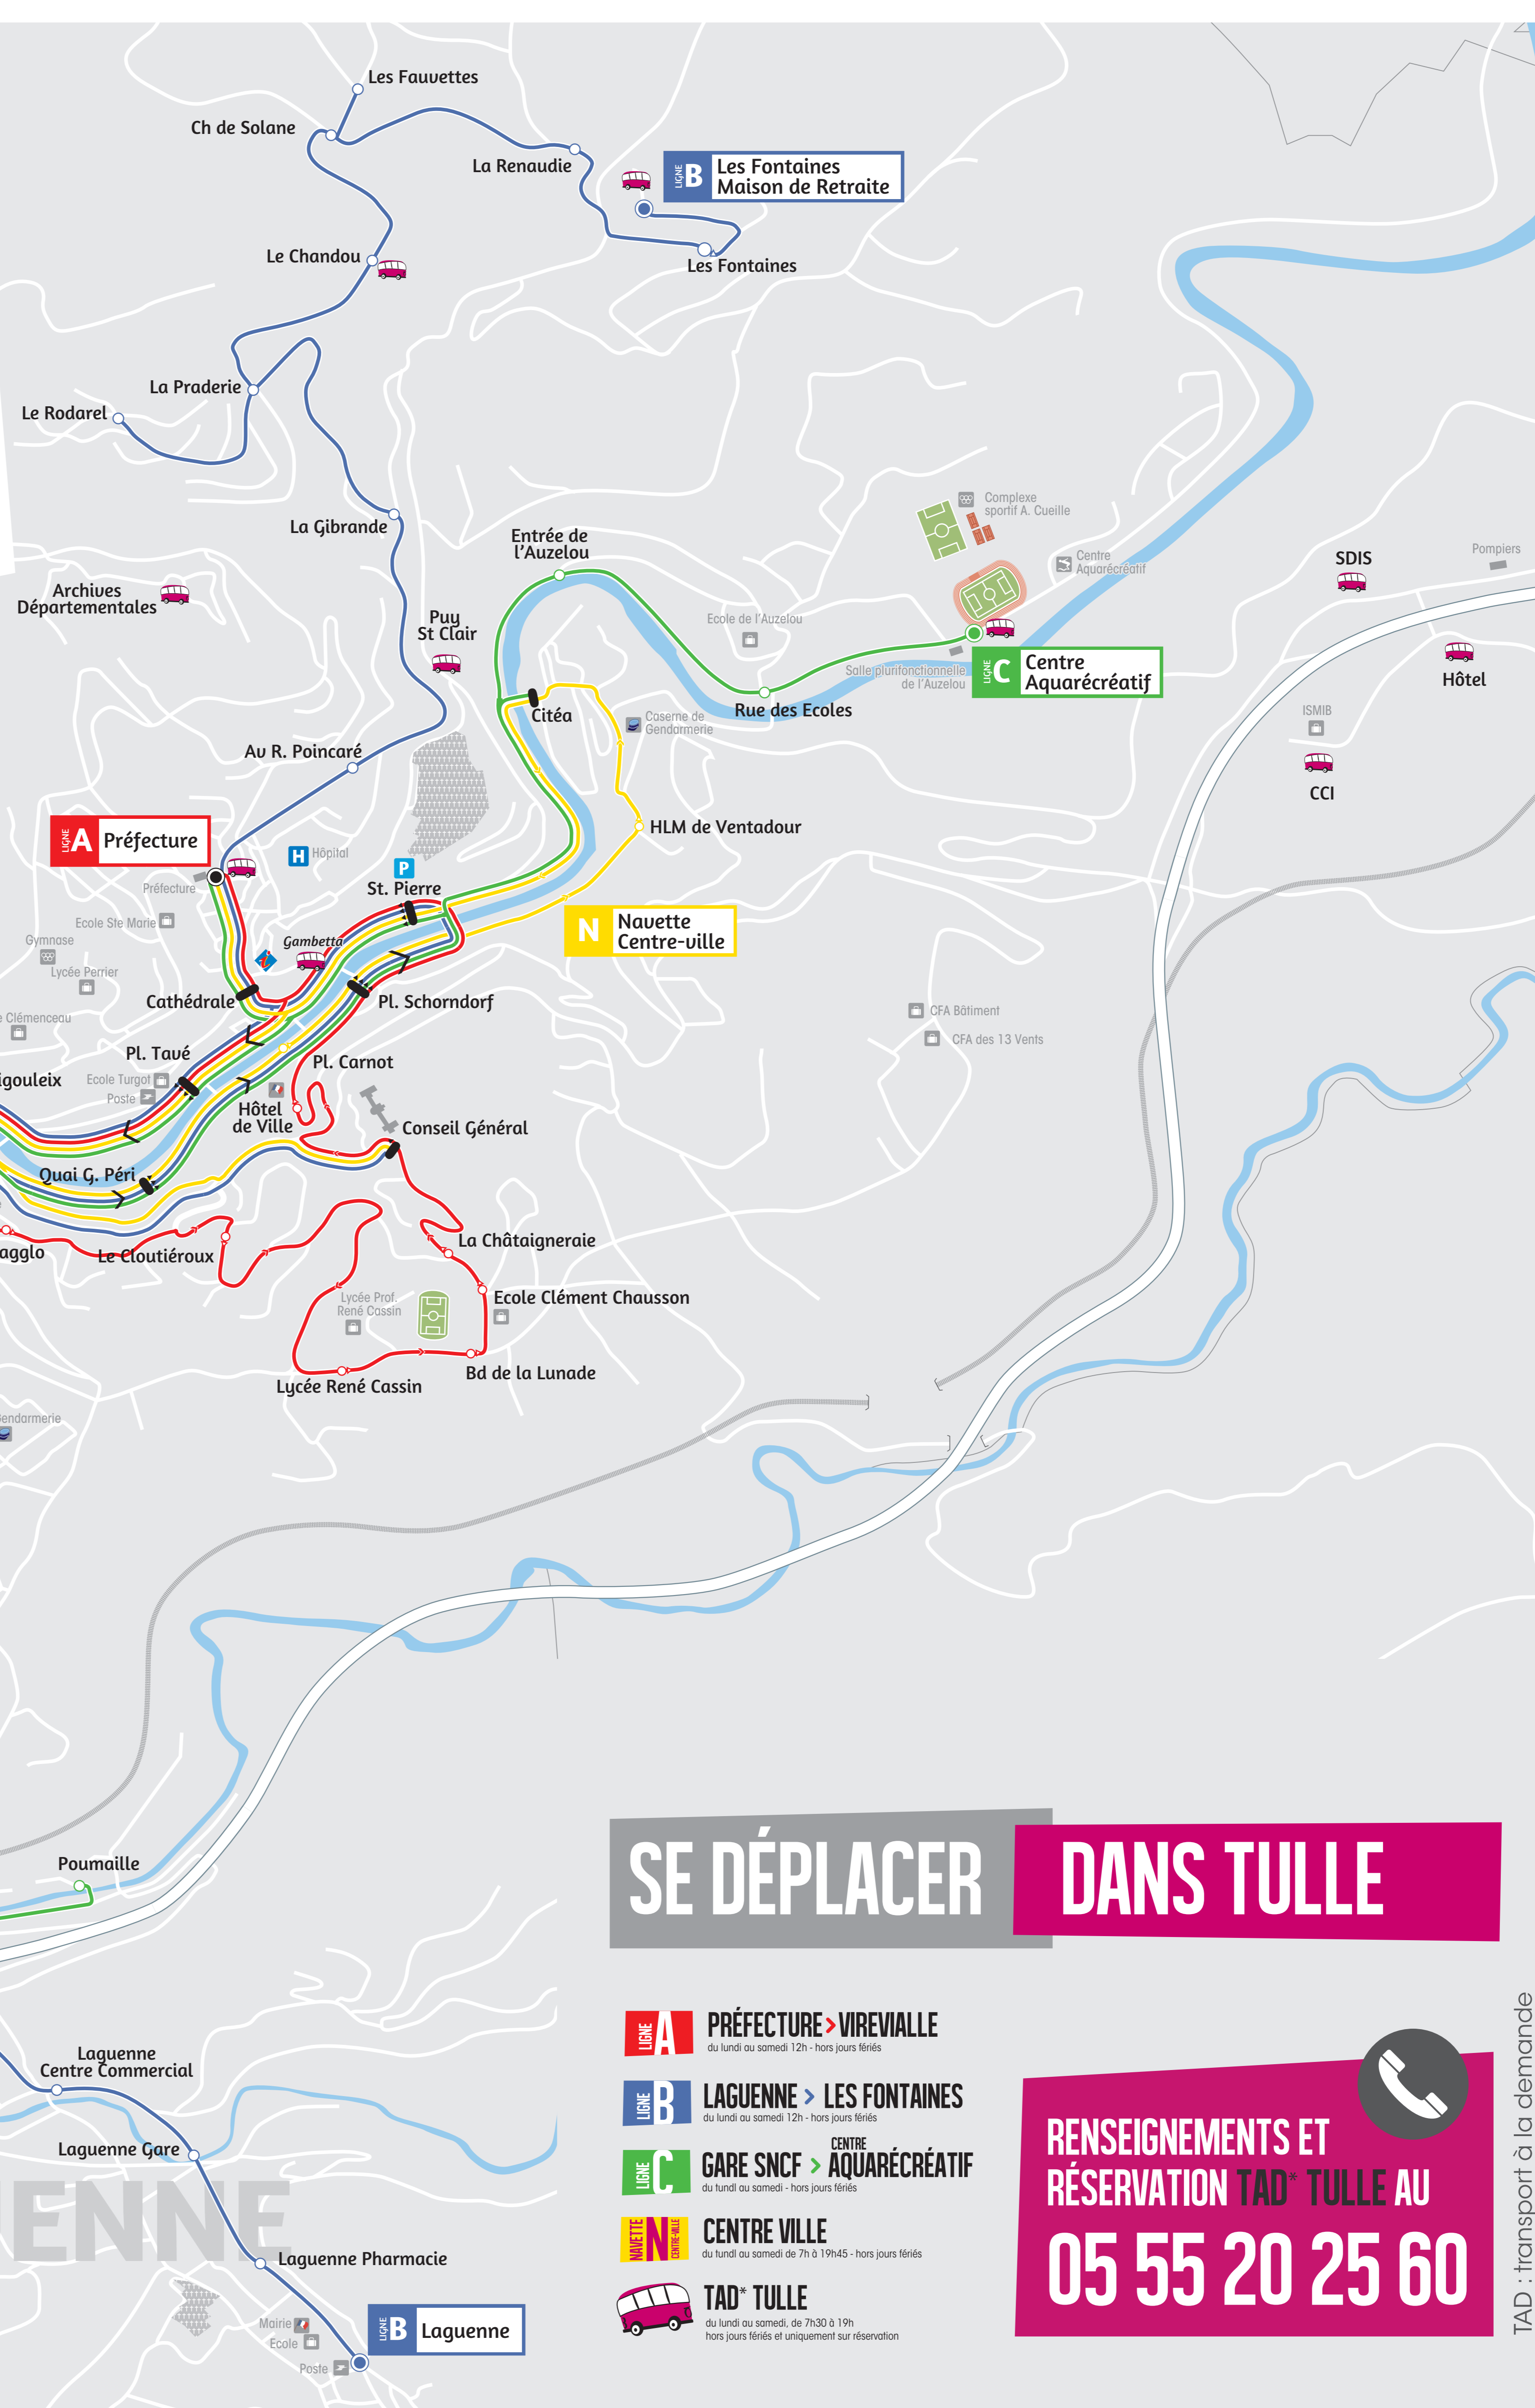 Les Fauvettes
Ch de Solane
La Renaudie
LIGNE B
Les Fontaines
Maison de Retraite
Le Chandou
Les Fontaines
La Praderie
Le Rodarel
La Gibrande
Entrée de
l'Auzelou
Complexe
sportif A. Cueille
Centre
Aquarécréatif
SDIS
Pompiers
Archives
Départementales
Puy
St Clair
Ecole de l'Auzelou
Salle plurifonctionnelle
de l'Auzelou
LIGNE C
Centre
Aquarécréatif
Hôtel
Citéa
Caserne de
Gendarmerie
Rue des Ecoles
ISMIB
CCI
Av R. Poincaré
HLM de Ventadour
LIGNE A
Préfecture
H Hôpital
P
St. Pierre
Préfecture
Ecole Ste Marie
Gymnase
Gambetta
N
Navette
Centre-ville
Lycée Perrier
Cathédrale
Pl. Schorndorf
e Clémenceau
CFA Bâtiment
CFA des 13 Vents
Pl. Tavé
Pl. Carnot
igouleix
Ecole Turgot
Poste
Hôtel
de Ville
Conseil Général
Quai G. Péri
agglo
Le Cloutiéroux
La Châtaigneraie
Lycée Prof.
René Cassin
Ecole Clément Chausson
Lycée René Cassin
Bd de la Lunade
endarmerie
Poumaille
SE DÉPLACER
DANS TULLE
LIGNE A
PRÉFECTURE > VIREVIALLE
du lundi au samedi 12h - hors jours fériés
LIGNE B
LAGUENNE > LES FONTAINES
du lundi au samedi 12h - hors jours fériés
LIGNE C
GARE SNCF > CENTRE AQUARÉCRÉATIF
du tundl au samedi - hors jours fériés
NAVETTE N CENTRE-VILLE
CENTRE VILLE
du tundl au samedi de 7h à 19h45 - hors jours fériés
TAD* TULLE
du lundi au samedi, de 7h30 à 19h
hors jours fériés et uniquement sur réservation
RENSEIGNEMENTS ET
RÉSERVATION TAD* TULLE AU
05 55 20 25 60
TAD : transport à la demande
Laguenne
Centre Commercial
Laguenne Gare
ENNE
Laguenne Pharmacie
Mairie
Ecole
LIGNE B
Laguenne
Poste